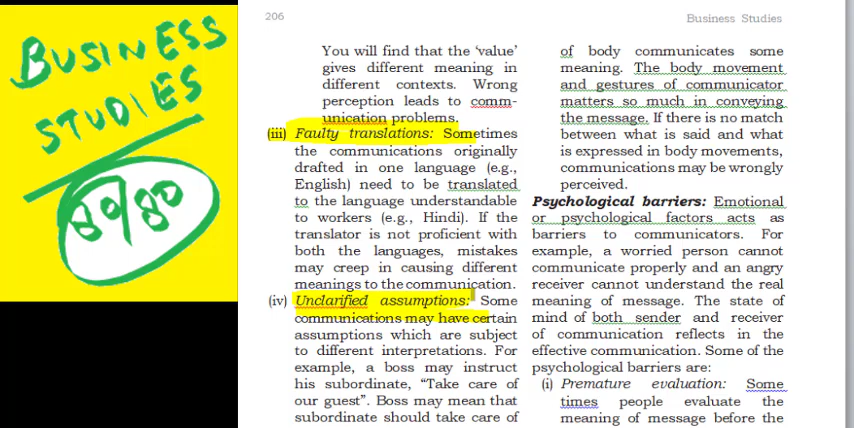 BUSINESS
STUDIES
80/80
206
Business Studies
You will find that the ‘value’
gives different meaning in
different contexts. Wrong
perception leads to comm-
unication problems.
(iii) Faulty translations: Sometimes
the communications originally
drafted in one language (e.g.,
English) need to be translated
to the language understandable
to workers (e.g., Hindi). If the
translator is not proficient with
both the languages, mistakes
may creep in causing different
meanings to the communication.
(iv) Unclarified assumptions: Some
communications may have certain
assumptions which are subject
to different interpretations. For
example, a boss may instruct
his subordinate, “Take care of
our guest”. Boss may mean that
subordinate should take care of
of body communicates some
meaning. The body movement
and gestures of communicator
matters so much in conveying
the message. If there is no match
between what is said and what
is expressed in body movements,
communications may be wrongly
perceived.
Psychological barriers: Emotional
or psychological factors acts as
barriers to communicators. For
example, a worried person cannot
communicate properly and an angry
receiver cannot understand the real
meaning of message. The state of
mind of both sender and receiver
of communication reflects in the
effective communication. Some of the
psychological barriers are:
(i) Premature evaluation: Some
times people evaluate the
meaning of message before the